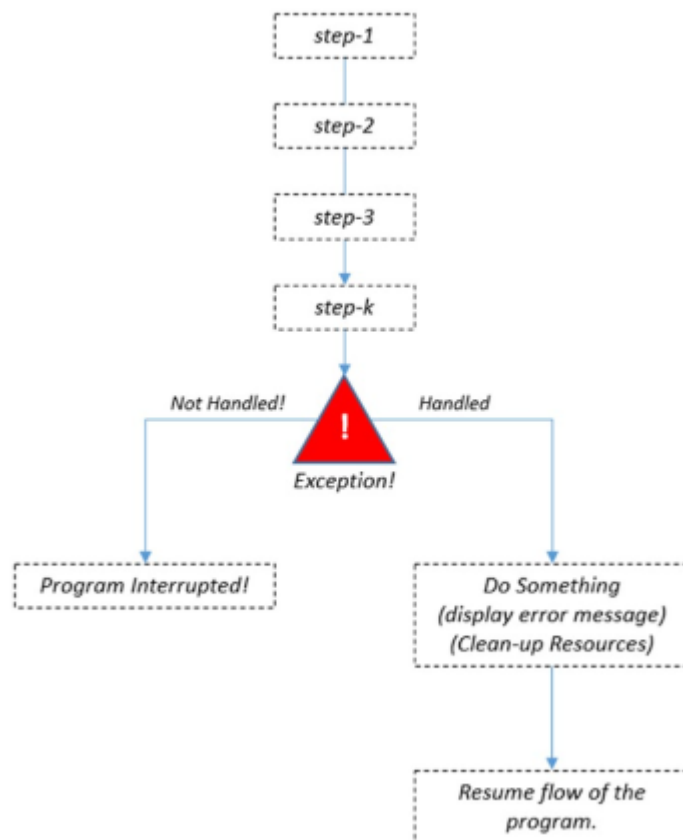 step-1
step-2
step-3
step-k
Not Handled!
Handled
!
Exception!
Program Interrupted!
Do Something
(display error message)
(Clean-up Resources)
Resume flow of the
program.